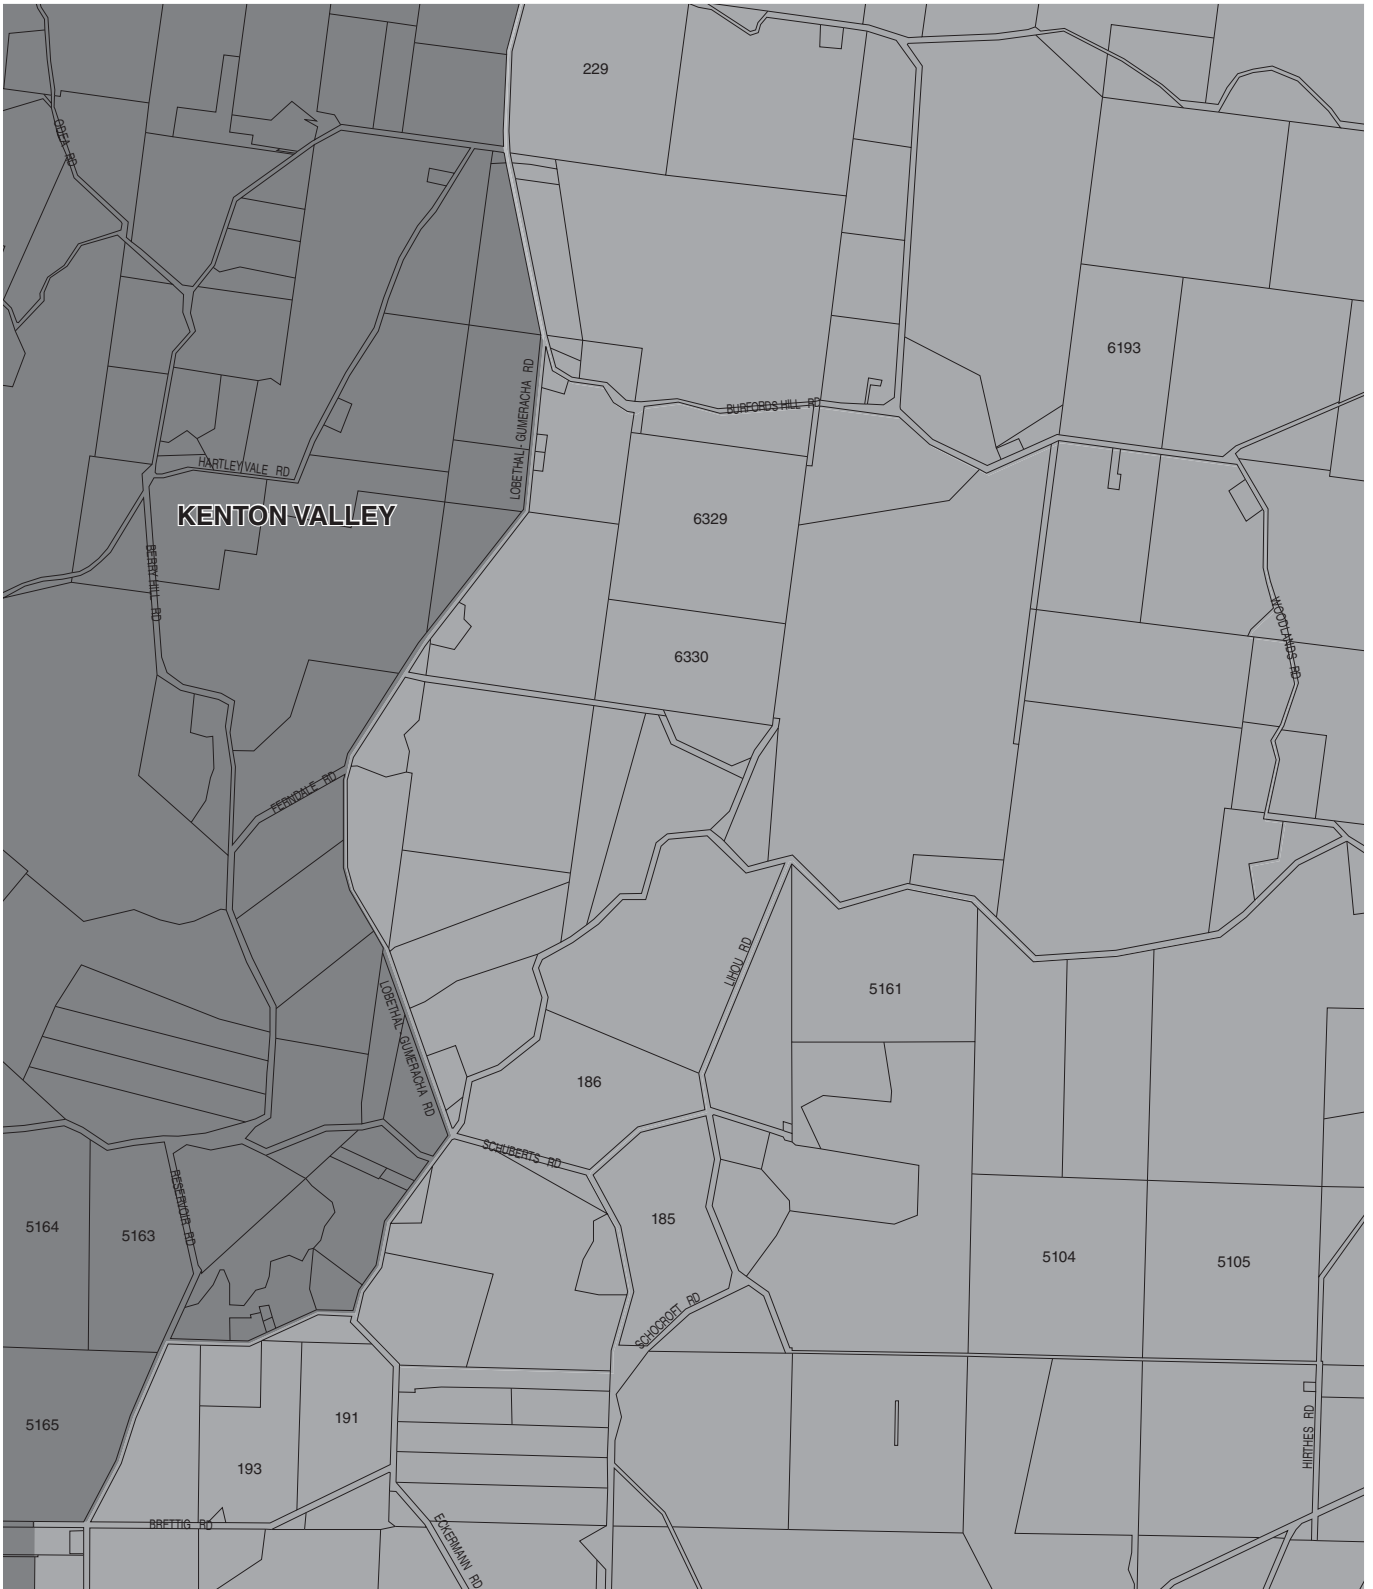 229
ODEA RD
6193
LOBETHAL - GUMERACHA RD
BURFORDS HILL RD
HARTLEY VALE RD
KENTON VALLEY
6329
BERRY HILL RD
WOODLANDS RD
6330
FERNDALE RD
LIHOU RD
5161
LOBETHAL - GUMERACHA RD
186
SCHUBERTS RD
RESERVOIR RD
5164
5163
185
5104
5105
SCHOCROFT RD
5165
191
HIRTHES RD
193
BRETTIG RD
ECKERMANN RD